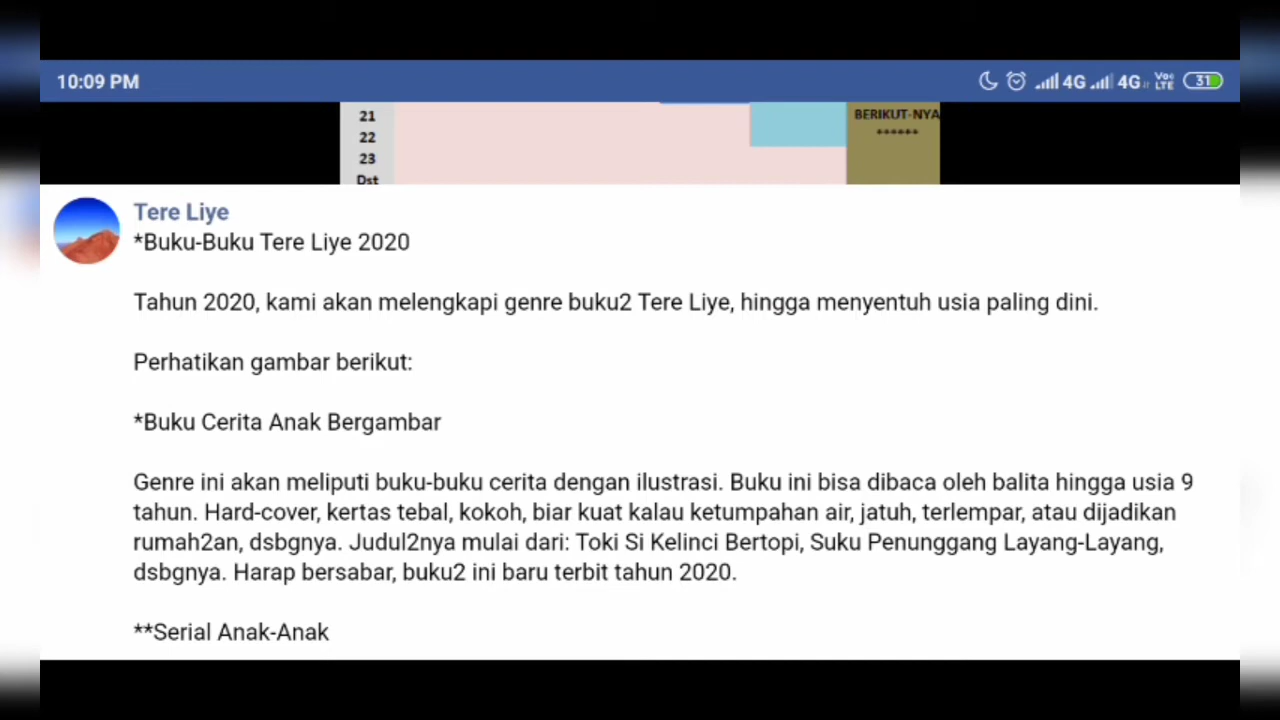 10:09 PM
4G 4G Vo LTE 31
21
22
23
Dst
BERIKUT-NYA
******
Tere Liye
*Buku-Buku Tere Liye 2020
Tahun 2020, kami akan melengkapi genre buku2 Tere Liye, hingga menyentuh usia paling dini.
Perhatikan gambar berikut:
*Buku Cerita Anak Bergambar
Genre ini akan meliputi buku-buku cerita dengan ilustrasi. Buku ini bisa dibaca oleh balita hingga usia 9
tahun. Hard-cover, kertas tebal, kokoh, biar kuat kalau ketumpahan air, jatuh, terlempar, atau dijadikan
rumah2an, dsbgnya. Judul2nya mulai dari: Toki Si Kelinci Bertopi, Suku Penunggang Layang-Layang,
dsbgnya. Harap bersabar, buku2 ini baru terbit tahun 2020.
**Serial Anak-Anak